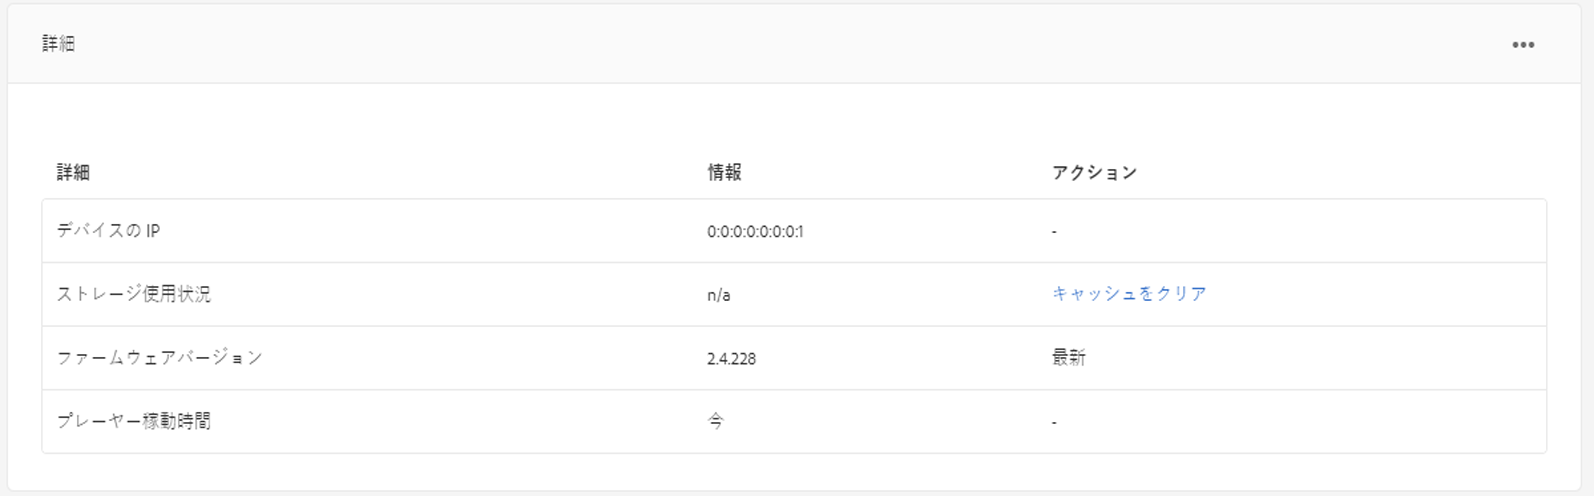 詳細
詳細 情報 アクション
デバイスの IP 0:0:0:0:0:0:0:1 -
ストレージ使用状況 n/a キャッシュをクリア
ファームウェアバージョン 2.4.228 最新
プレーヤー稼動時間 今 -